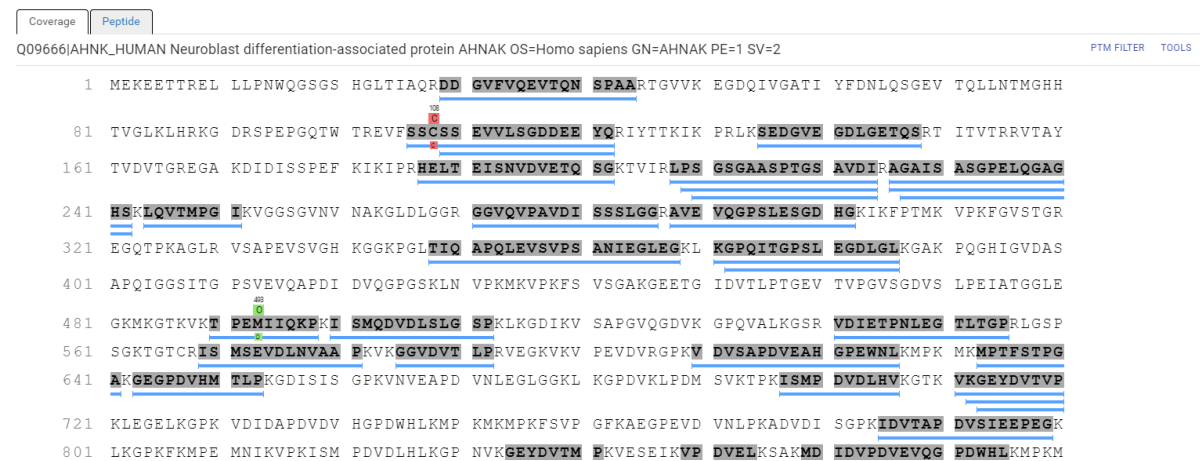 Coverage Peptide
Q09666|AHNK_HUMAN Neuroblast differentiation-associated protein AHNAK OS=Homo sapiens GN=AHNAK PE=1 SV=2 PTM FILTER TOOLS
1 MEKEETTREL LLPNWQGSGS HGLTIAQRDD GVFVQEVTQN SPAARTGVVK EGDQIVGATI YFDNLQSGEV TQLLNTMGHH
108
C
81 TVGLKLHRKG DRSPEPGQTW TREVFSSCSS EVVLSGDDEE YQRIYTTKIK PRLKSEDGVE GDLGETQSRT ITVTRRVTAY
c
161 TVDVTGREGA KDIDISSPEF KIKIPRHELT EISNVDVETQ SGKTVIRLPS GSGAASPTGS AVDIRAGAIS ASGPELQGAG
241 HSKLQVTMPG IKVGGSGVNV NAKGLDLGGR GGVQVPAVDI SSSLGGRAVE VQGPSLESGD HGKIKFPTMK VPKFGVSTGR
321 EGQTPKAGLR VSAPEVSVGH KGGKPGLTIQ APQLEVSVPS ANIEGLEGKL KGPQITGPSL EGDLGLKGAK PQGHIGVDAS
401 APQIGGSITG PSVEVQAPDI DVQGPGSKLN VPKMKVPKFS VSGAKGEETG IDVTLPTGEV TVPGVSGDVS LPEIATGGLE
493
O
481 GKMKGTKVKT PEMIIQKPKI SMQDVDLSLG SPKLKGDIKV SAPGVQGDVK GPQVALKGSR VDIETPNLEG TLTGPRLGSP
561 SGKTGTCRIS MSEVDLNVAA PKVKGGVDVT LPRVEGKVKV PEVDVRGPKV DVSAPDVEAH GPEWNLKMPK MKMPTFSTPG
641 AKGEGPDVHM TLPKGDISIS GPKVNVEAPD VNLEGLGGKL KGPDVKLPDM SVKTPKISMP DVDLHVKGTK VKGEYDVTVP
721 KLEGELKGPK VDIDAPDVDV HGPDWHLKMP KMKMPKFSVP GFKAEGPEVD VNLPKADVDI SGPKIDVTAP DVSIEEPEGK
801 LKGPKFKMPE MNIKVPKISM PDVDLHLKGP NVKGEYDVTM PKVESEIKVP DVELKSAKMD IDVPDVEVQG PDWHLKMPKM